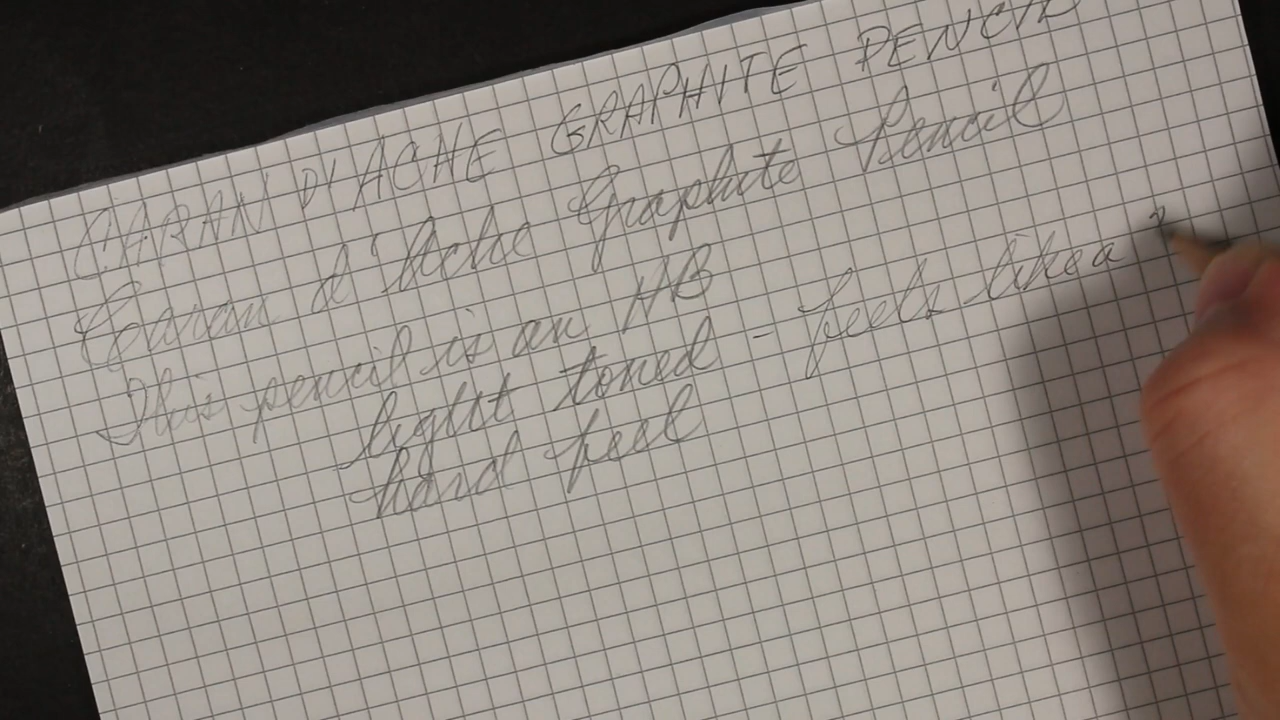 CARAN D'ACHE GRAPHITE PENCIL
Caran d'Ache Graphite Pencil
This pencil is an HB
light toned - feels like a
hard feel